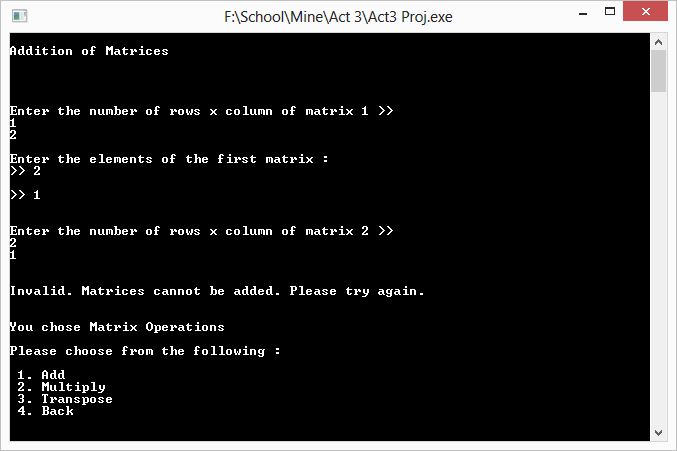 F:\School\Mine\Act 3\Act3 Proj.exe
Addition of Matrices
Enter the number of rows x column of matrix 1 >>
1
2
Enter the elements of the first matrix :
>> 2
>> 1
Enter the number of rows x column of matrix 2 >>
2
1
Invalid. Matrices cannot be added. Please try again.
You chose Matrix Operations
Please choose from the following :
1. Add
2. Multiply
3. Transpose
4. Back